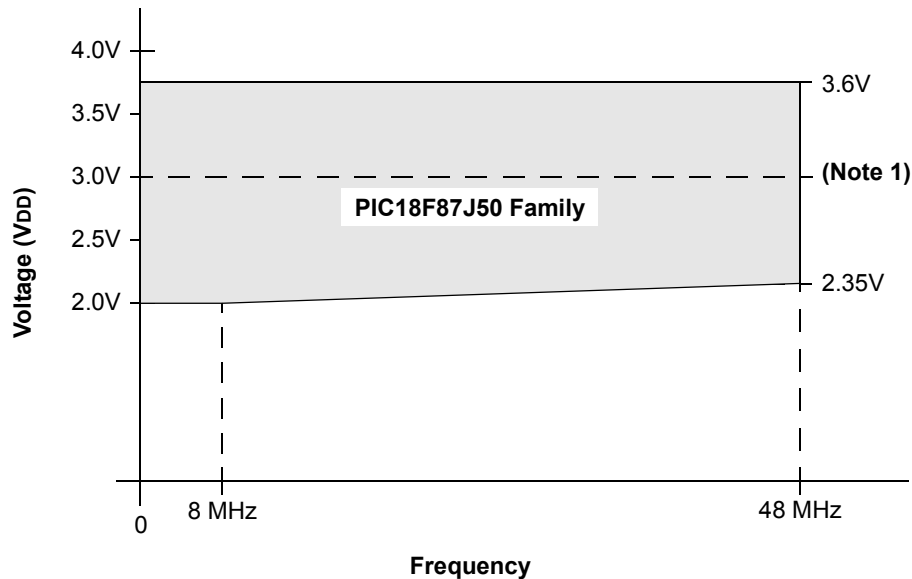 4.0V
3.6V
3.5V
3.0V
(Note 1)
PIC18F87J50 Family
2.5V
2.35V
2.0V
Voltage (VDD)
0
8 MHz
48 MHz
Frequency